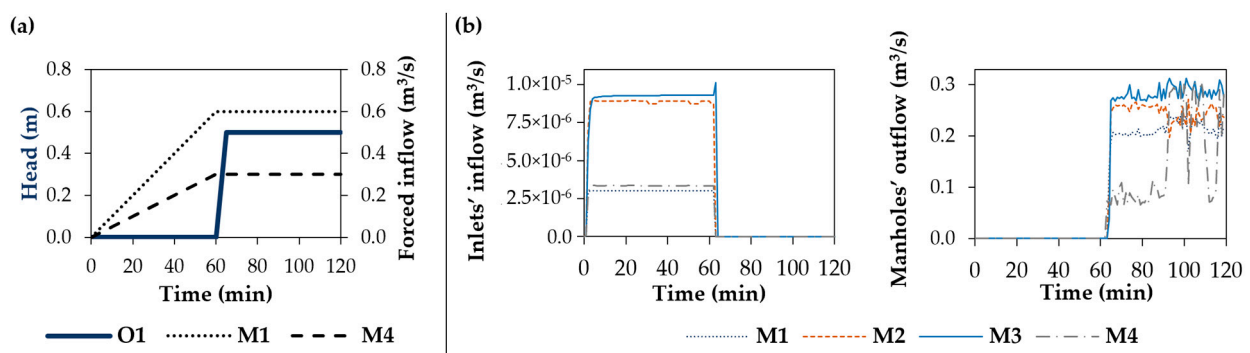 (a)
Head (m)
0.8
0.6
0.4
0.2
0.0
0 20 40 60 80 100 120
Time (min)
0.8
0.6
0.4
0.2
0.0
Forced inflow (m³/s)
O1 M1 M4
(b)
Inlets' inflow (m³/s)
1.0×10⁻⁵
7.5×10⁻⁶
5.0×10⁻⁶
2.5×10⁻⁶
0.0
0 20 40 60 80 100 120
Time (min)
Manholes' outflow (m³/s)
0.3
0.2
0.1
0.0
0 20 40 60 80 100 120
Time (min)
M1 M2 M3 M4